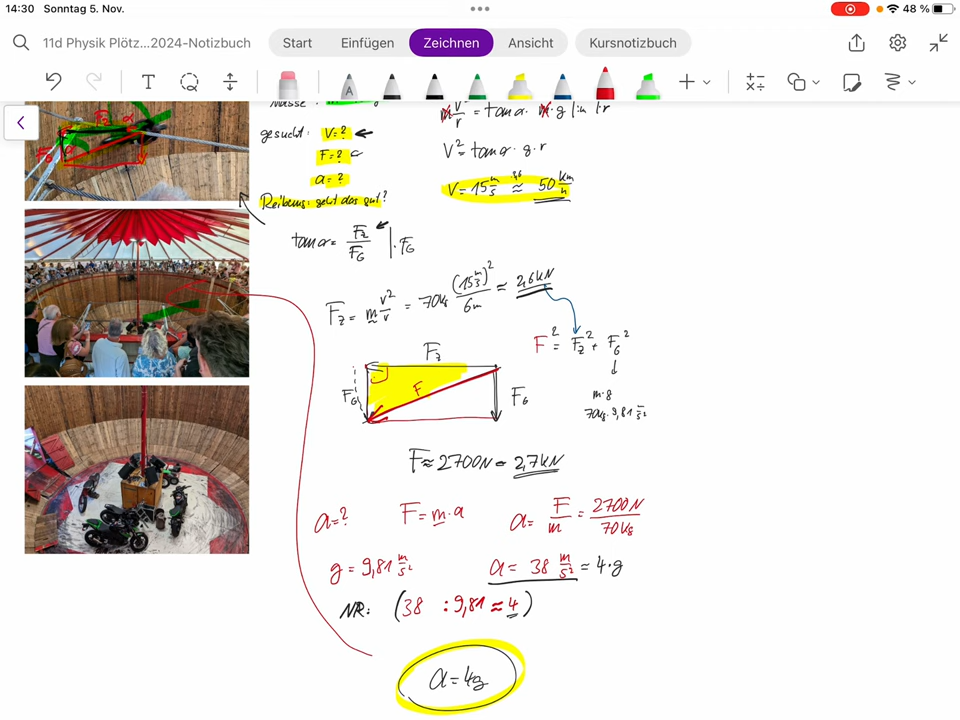 14:30 Sonntag 5. Nov.
48 %
11d Physik Plötz...2024-Notizbuch
Start Einfügen Zeichnen Ansicht Kursnotizbuch
T
A
gesucht: V=?
F=?
a=?
Reibung: geht das gut?
tan α = Fz/FG | · FG
m v²/r = tan α · m · g |:m |·r
V² = tan α · g · r
V = 15 m/s ≈ 50 km/h
Fz = m v²/r = 70kg (15 m/s)²/6m ≈ 2,6kN
F² = Fz² + FG²
m·g
70kg · 9,81 m/s²
Fz
FG
F
FG
F ≈ 2700N = 2,7kN
a=? F = m·a a = F/m = 2700N/70kg
g = 9,81 m/s² a = 38 m/s² ≈ 4·g
NR: (38 : 9,81 ≈ 4)
a = 4g